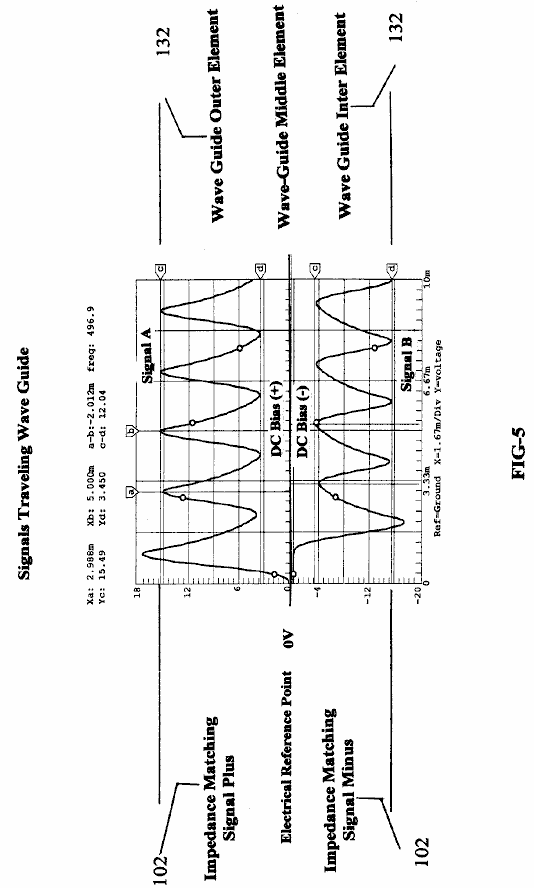 Signals Traveling Wave Guide
Xa: 2.988m Xb: 5.000m a-b:-2.012m freq: 496.9
Yc: 15.49 Yd: 3.450 c-d: 12.04
a
b
18
12
6
0
Signal A
c
d
DC Bias (+)
DC Bias (-)
-4
-12
-20
Signal B
c
d
0
3.33m
6.67m
10m
Ref=Ground X=1.67m/Div Y=voltage
102
Impedance Matching
Signal Plus
Electrical Reference Point 0V
Impedance Matching
Signal Minus
102
132
Wave Guide Outer Element
Wave-Guide Middle Element
Wave Guide Inter Element
132
FIG-5